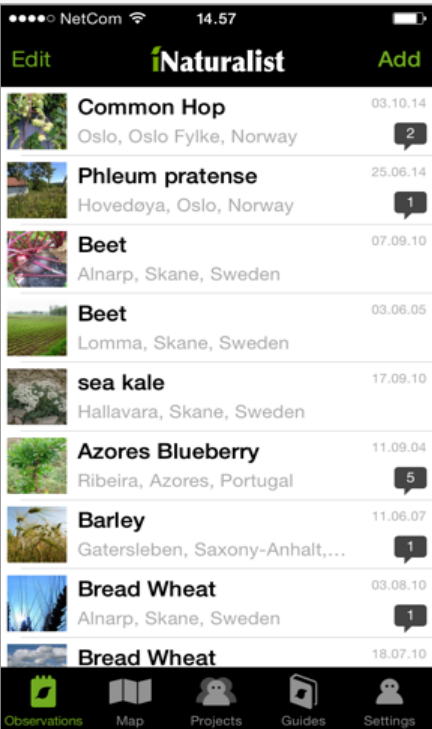 NetCom 14.57
Edit iNaturalist Add
Common Hop 03.10.14
Oslo, Oslo Fylke, Norway 2
Phleum pratense 25.06.14
Hovedøya, Oslo, Norway 1
Beet 07.09.10
Alnarp, Skane, Sweden
Beet 03.06.05
Lomma, Skane, Sweden
sea kale 17.09.10
Hallavara, Skane, Sweden
Azores Blueberry 11.09.04
Ribeira, Azores, Portugal 5
Barley 11.06.07
Gatersleben, Saxony-Anhalt,... 1
Bread Wheat 03.08.10
Alnarp, Skane, Sweden 1
Bread Wheat 18.07.10
Observations Map Projects Guides Settings